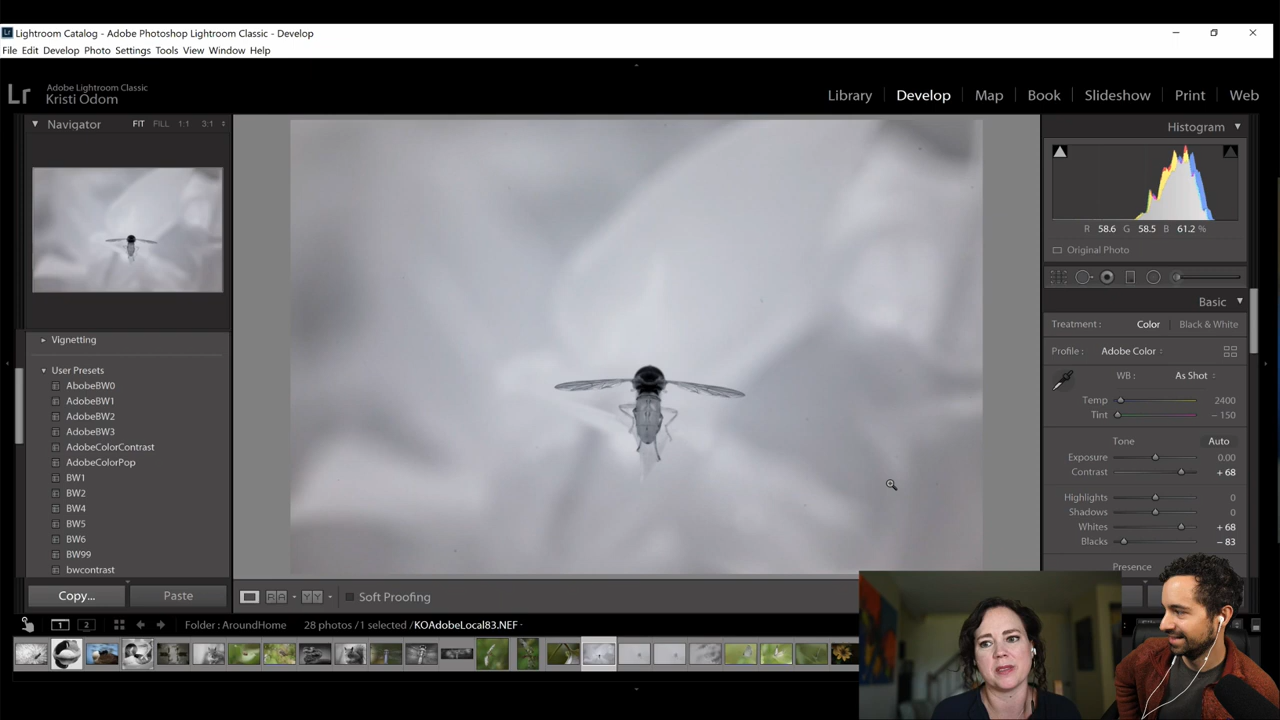 Lightroom Catalog - Adobe Photoshop Lightroom Classic - Develop
File Edit Develop Photo Settings Tools View Window Help
Lr Adobe Lightroom Classic
Kristi Odom
Library Develop Map Book Slideshow Print Web
Navigator FIT FILL 1:1 3:1
Vignetting
User Presets
AbobeBW0
AdobeBW1
AdobeBW2
AdobeBW3
AdobeColorContrast
AdobeColorPop
BW1
BW2
BW4
BW5
BW6
BW99
bwcontrast
Copy... Paste
Histogram
R 58.6 G 58.5 B 61.2 %
Original Photo
Basic
Treatment : Color Black & White
Profile : Adobe Color
WB : As Shot
Temp 2400
Tint – 150
Tone Auto
Exposure 0.00
Contrast + 68
Highlights 0
Shadows 0
Whites + 68
Blacks – 83
Presence
Soft Proofing
1 2 Folder : AroundHome 28 photos /1 selected /KOAdobeLocal83.NEF